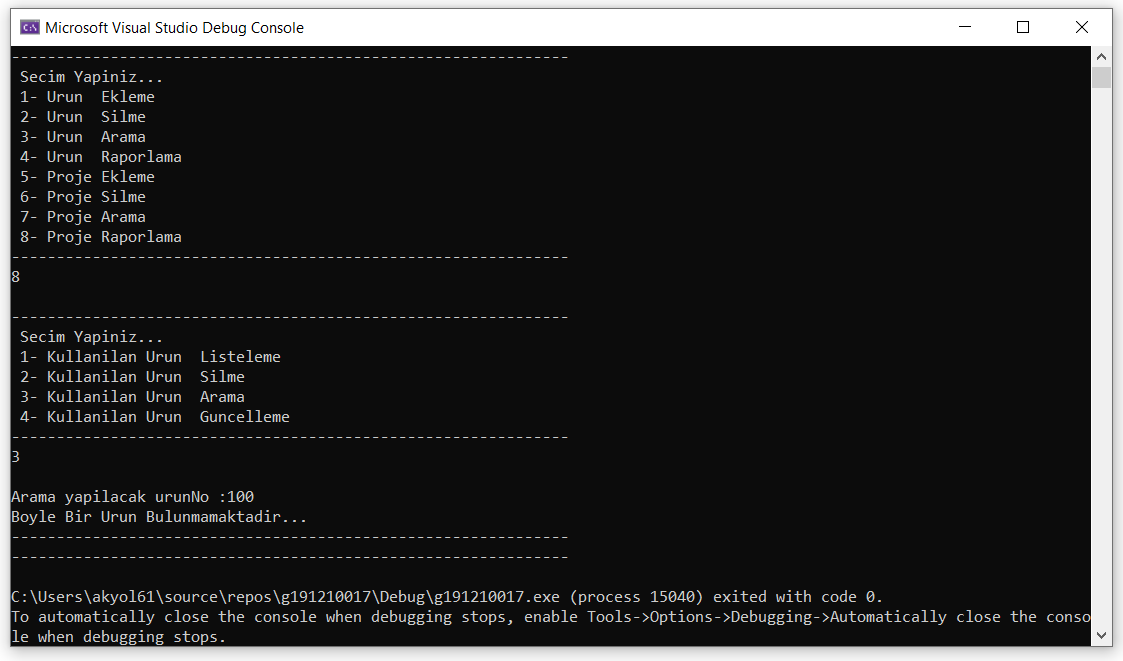 Microsoft Visual Studio Debug Console
--------------------------------------------------------------
 Secim Yapiniz...
 1- Urun  Ekleme
 2- Urun  Silme
 3- Urun  Arama
 4- Urun  Raporlama
 5- Proje Ekleme
 6- Proje Silme
 7- Proje Arama
 8- Proje Raporlama
--------------------------------------------------------------
8
--------------------------------------------------------------
 Secim Yapiniz...
 1- Kullanilan Urun  Listeleme
 2- Kullanilan Urun  Silme
 3- Kullanilan Urun  Arama
 4- Kullanilan Urun  Guncelleme
--------------------------------------------------------------
3
Arama yapilacak urunNo :100
Boyle Bir Urun Bulunmamaktadir...
--------------------------------------------------------------
--------------------------------------------------------------
C:\Users\akyol61\source\repos\g191210017\Debug\g191210017.exe (process 15040) exited with code 0.
To automatically close the console when debugging stops, enable Tools->Options->Debugging->Automatically close the conso
le when debugging stops.